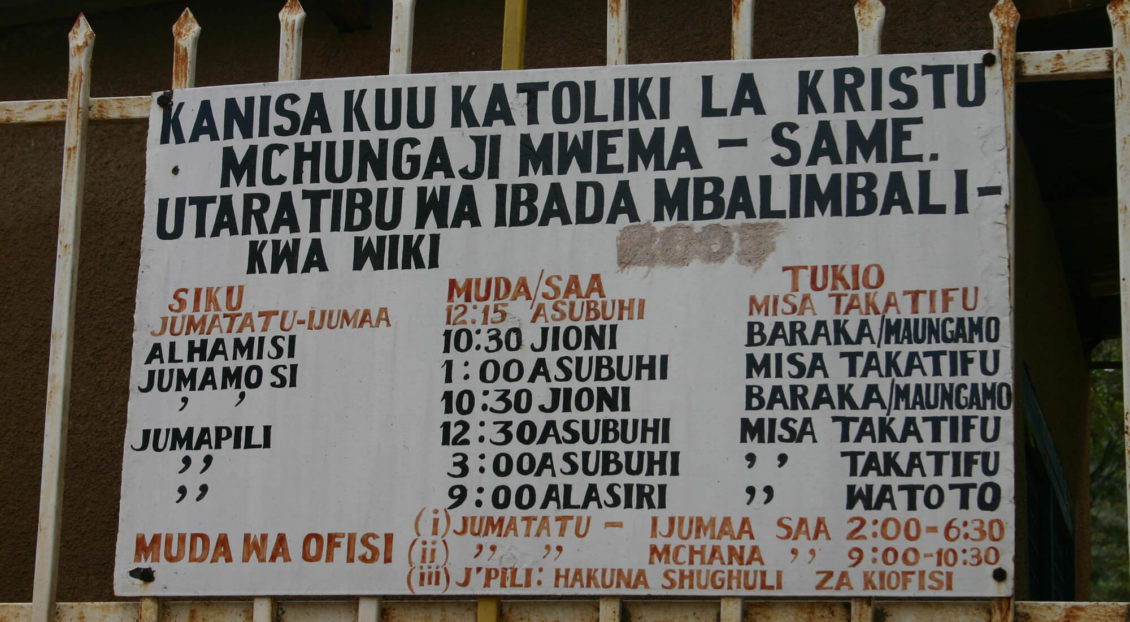 KANISA KUU KATOLIKI LA KRISTU
MCHUNGAJI MWEMA – SAME.
UTARATIBU WA IBADA MBALIMBALI –
KWA WIKI
SIKU MUDA/SAA TUKIO
JUMATATU-IJUMAA 12:15 ASUBUHI MISA TAKATIFU
ALHAMISI 10:30 JIONI BARAKA/MAUNGAMO
JUMAMOSI 1:00 ASUBUHI MISA TAKATIFU
, , 10:30 JIONI BARAKA/MAUNGAMO
JUMAPILI 12:30 ASUBUHI MISA TAKATIFU
,, 3:00 ASUBUHI ,, TAKATIFU
,, 9:00 ALASIRI ,, WATOTO
MUDA WA OFISI (i) JUMATATU – IJUMAA SAA 2:00-6:30
(ii) ,, ,, MCHANA ,, 9:00-10:30
(iii) J'PILI: HAKUNA SHUGHULI ZA KIOFISI